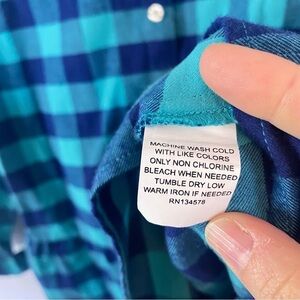 MACHINE WASH COLD
WITH LIKE COLORS
ONLY NON CHLORINE
BLEACH WHEN NEEDED
TUMBLE DRY LOW
WARM IRON IF NEEDED
RN134578